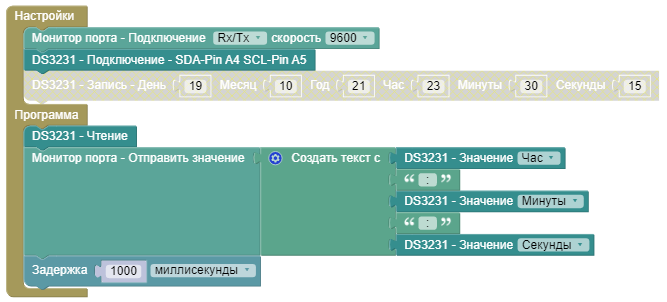 Настройки
Монитор порта - Подключение Rx/Tx скорость 9600
DS3231 - Подключение - SDA-Pin A4 SCL-Pin A5
DS3231 - Запись - День 19 Месяц 10 Год 21 Час 23 Минуты 30 Секунды 15
Программа
DS3231 - Чтение
Монитор порта - Отправить значение Создать текст с DS3231 - Значение Час
“ : ”
DS3231 - Значение Минуты
“ : ”
DS3231 - Значение Секунды
Задержка 1000 миллисекунды